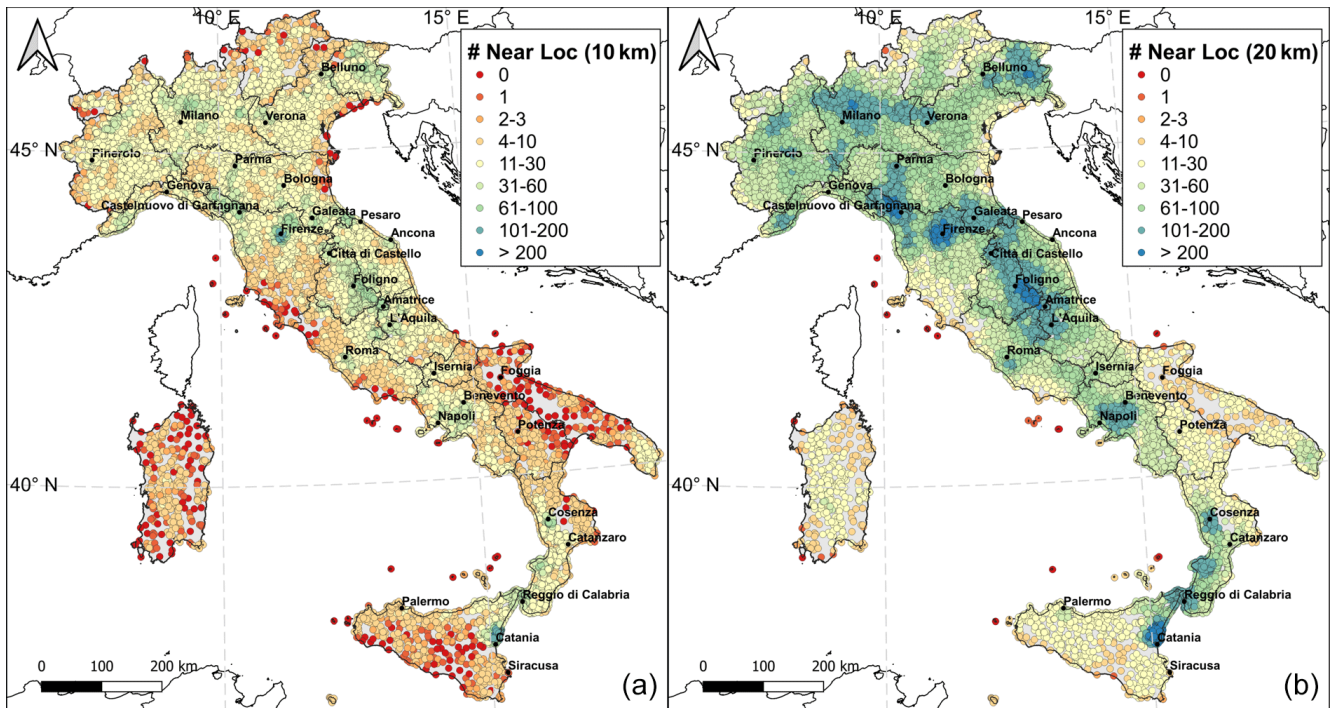 10° E
15° E
# Near Loc (10 km)
0
1
2-3
4-10
11-30
31-60
61-100
101-200
> 200
Belluno
Milano
Verona
45° N
Pinerolo
Parma
Genova
Bologna
Castelnuovo di Garfagnana
Galeata
Pesaro
Firenze
Ancona
Città di Castello
Foligno
Amatrice
L'Aquila
Roma
Isernia
Foggia
Benevento
Napoli
Potenza
40° N
Cosenza
Catanzaro
Reggio di Calabria
Palermo
Catania
Siracusa
0 100 200 km
(a)
10° E
15° E
# Near Loc (20 km)
0
1
2-3
4-10
11-30
31-60
61-100
101-200
> 200
Belluno
Milano
Verona
45° N
Pinerolo
Parma
Genova
Bologna
Castelnuovo di Garfagnana
Galeata
Pesaro
Firenze
Ancona
Città di Castello
Foligno
Amatrice
L'Aquila
Roma
Isernia
Foggia
Benevento
Napoli
Potenza
40° N
Cosenza
Catanzaro
Reggio di Calabria
Palermo
Catania
Siracusa
0 100 200 km
(b)